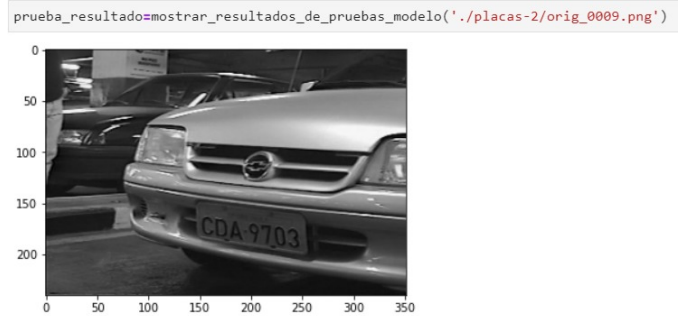 prueba_resultado=mostrar_resultados_de_pruebas_modelo('./placas-2/orig_0009.png')
0
50
100
150
200
CDA-9703
0 50 100 150 200 250 300 350